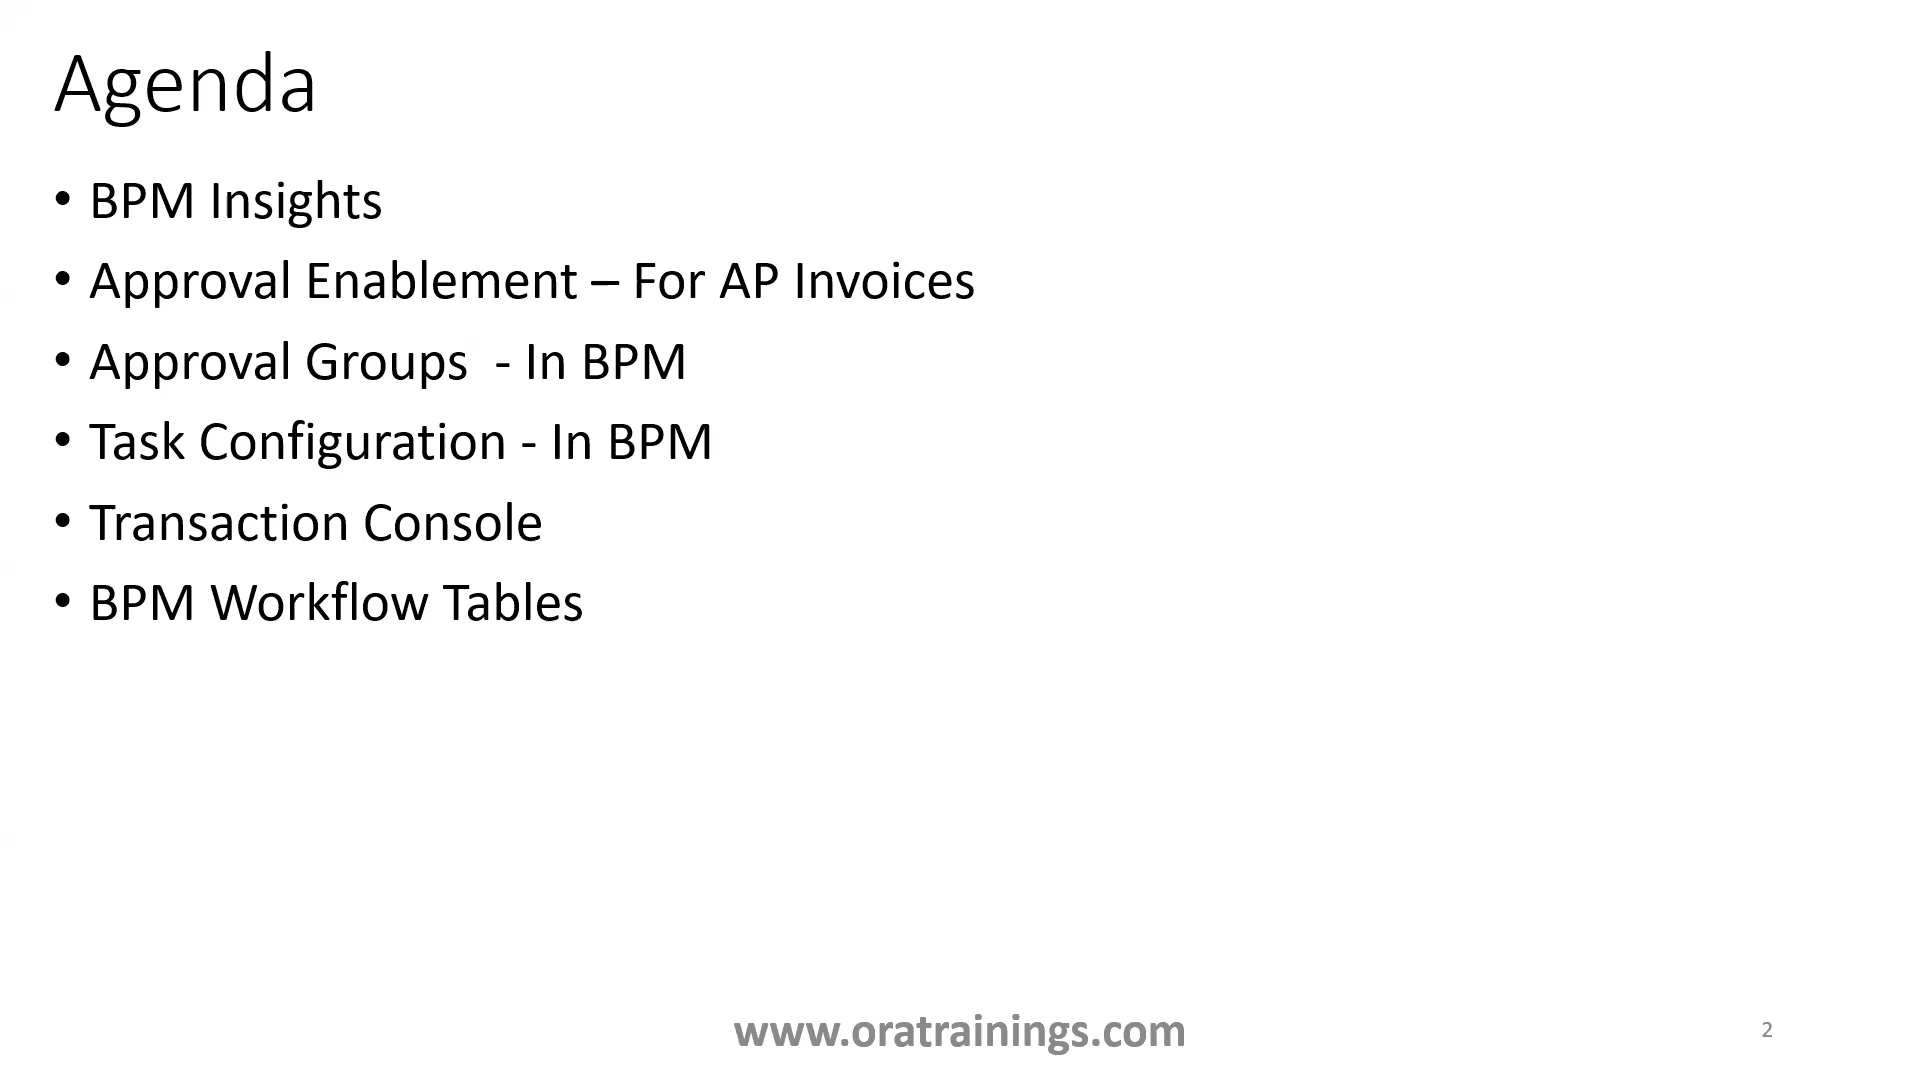 Agenda
• BPM Insights
• Approval Enablement – For AP Invoices
• Approval Groups  - In BPM
• Task Configuration - In BPM
• Transaction Console
• BPM Workflow Tables
www.oratrainings.com
2